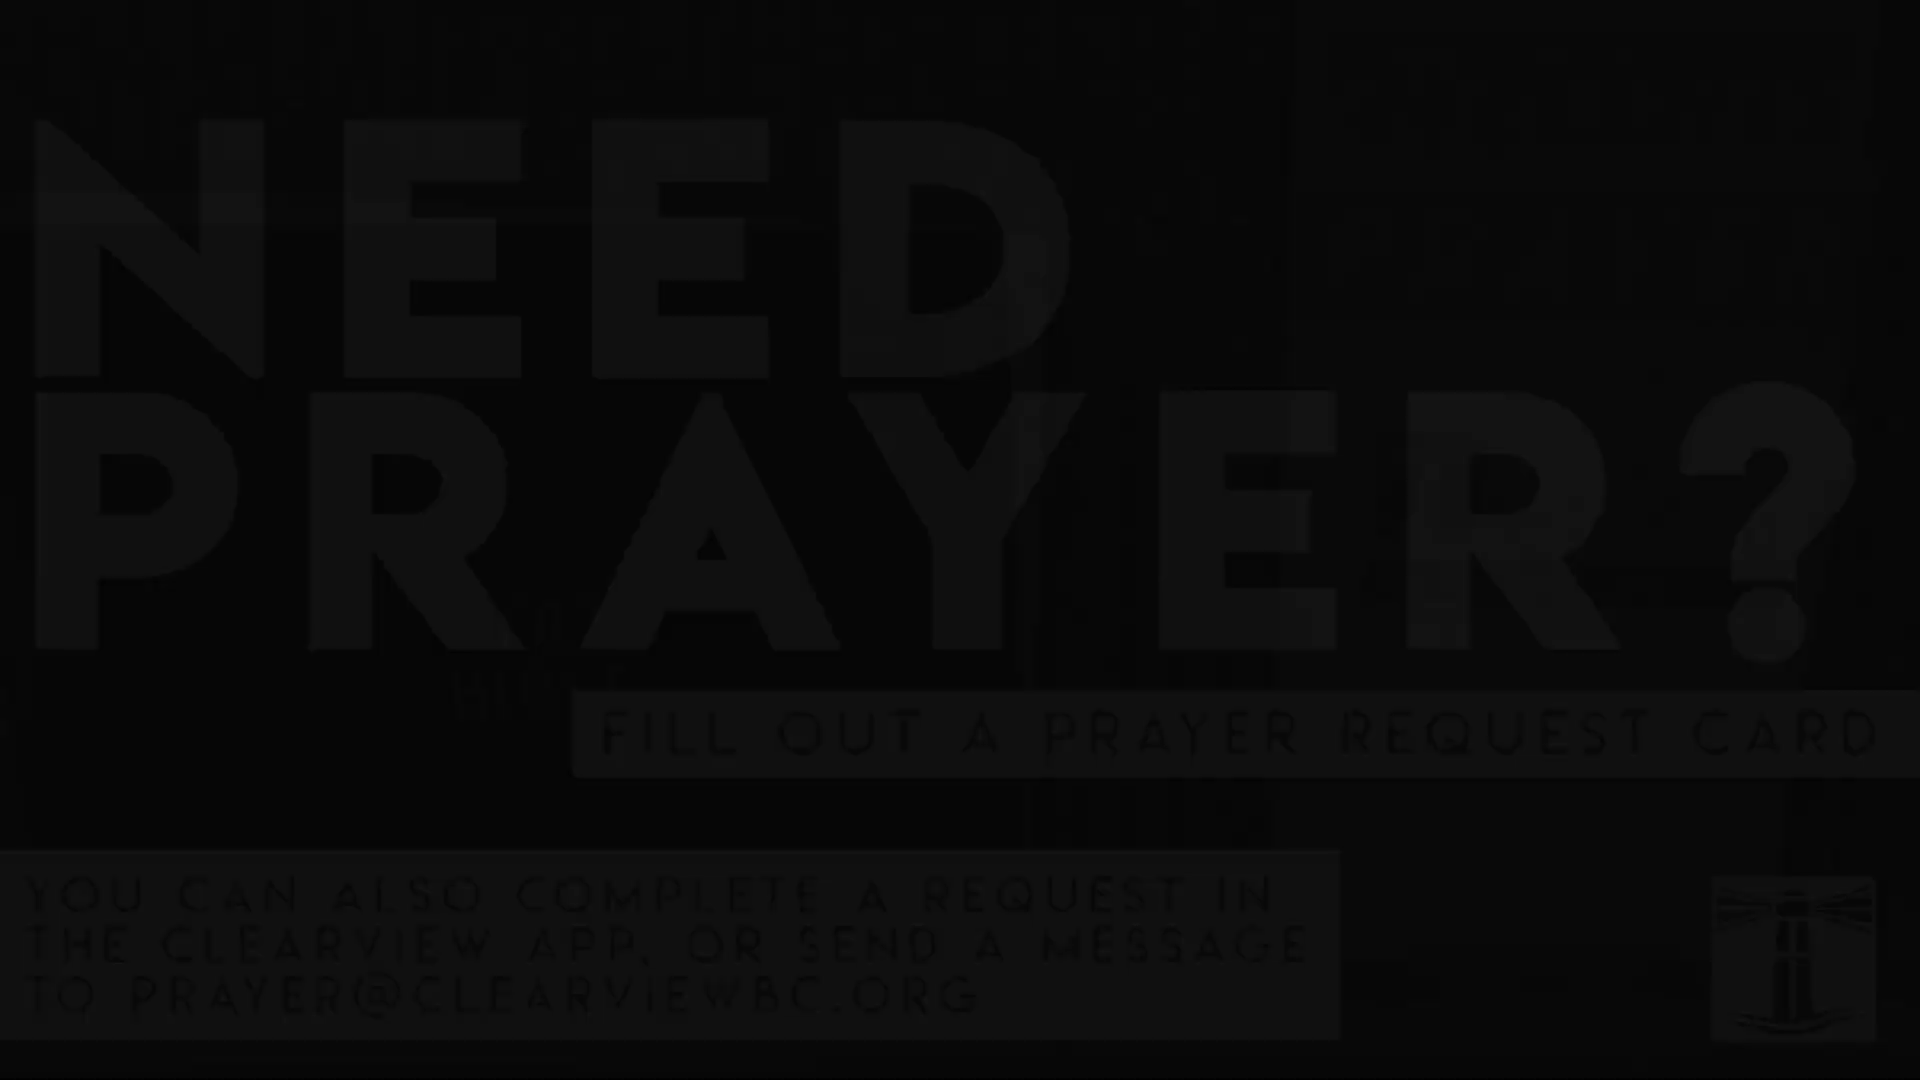 NEED
PRAYER?
FILL OUT A PRAYER REQUEST CARD
YOU CAN ALSO COMPLETE A REQUEST IN
THE CLEARVIEW APP, OR SEND A MESSAGE
TO PRAYER@CLEARVIEWBC.ORG